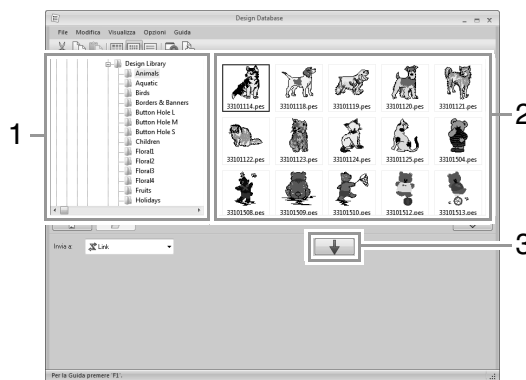 Design Database
File Modifica Visualizza Opzioni Guida
Design Library
Animals
Aquatic
Birds
Borders & Banners
Button Hole L
Button Hole M
Button Hole S
Children
Floral1
Floral2
Floral3
Floral4
Fruits
Holidays
33101114.pes 33101118.pes 33101119.pes 33101120.pes 33101121.pes
33101122.pes 33101123.pes 33101124.pes 33101125.pes 33101504.pes
33101508.pes 33101509.pes 33101510.pes 33101512.pes 33101513.pes
1
2
3
Invia a: Link
Per la Guida premere 'F1'.